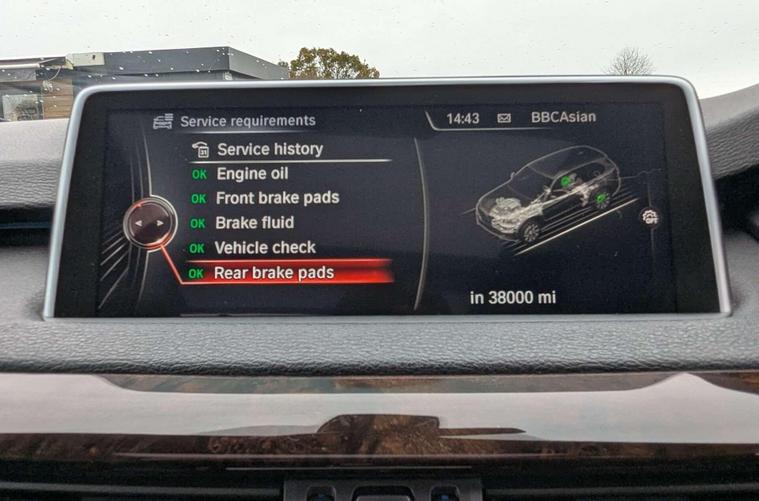 Service requirements
14:43
BBCAsian
31
Service history
OK Engine oil
OK Front brake pads
OK Brake fluid
OK Vehicle check
OK Rear brake pads
in 38000 mi